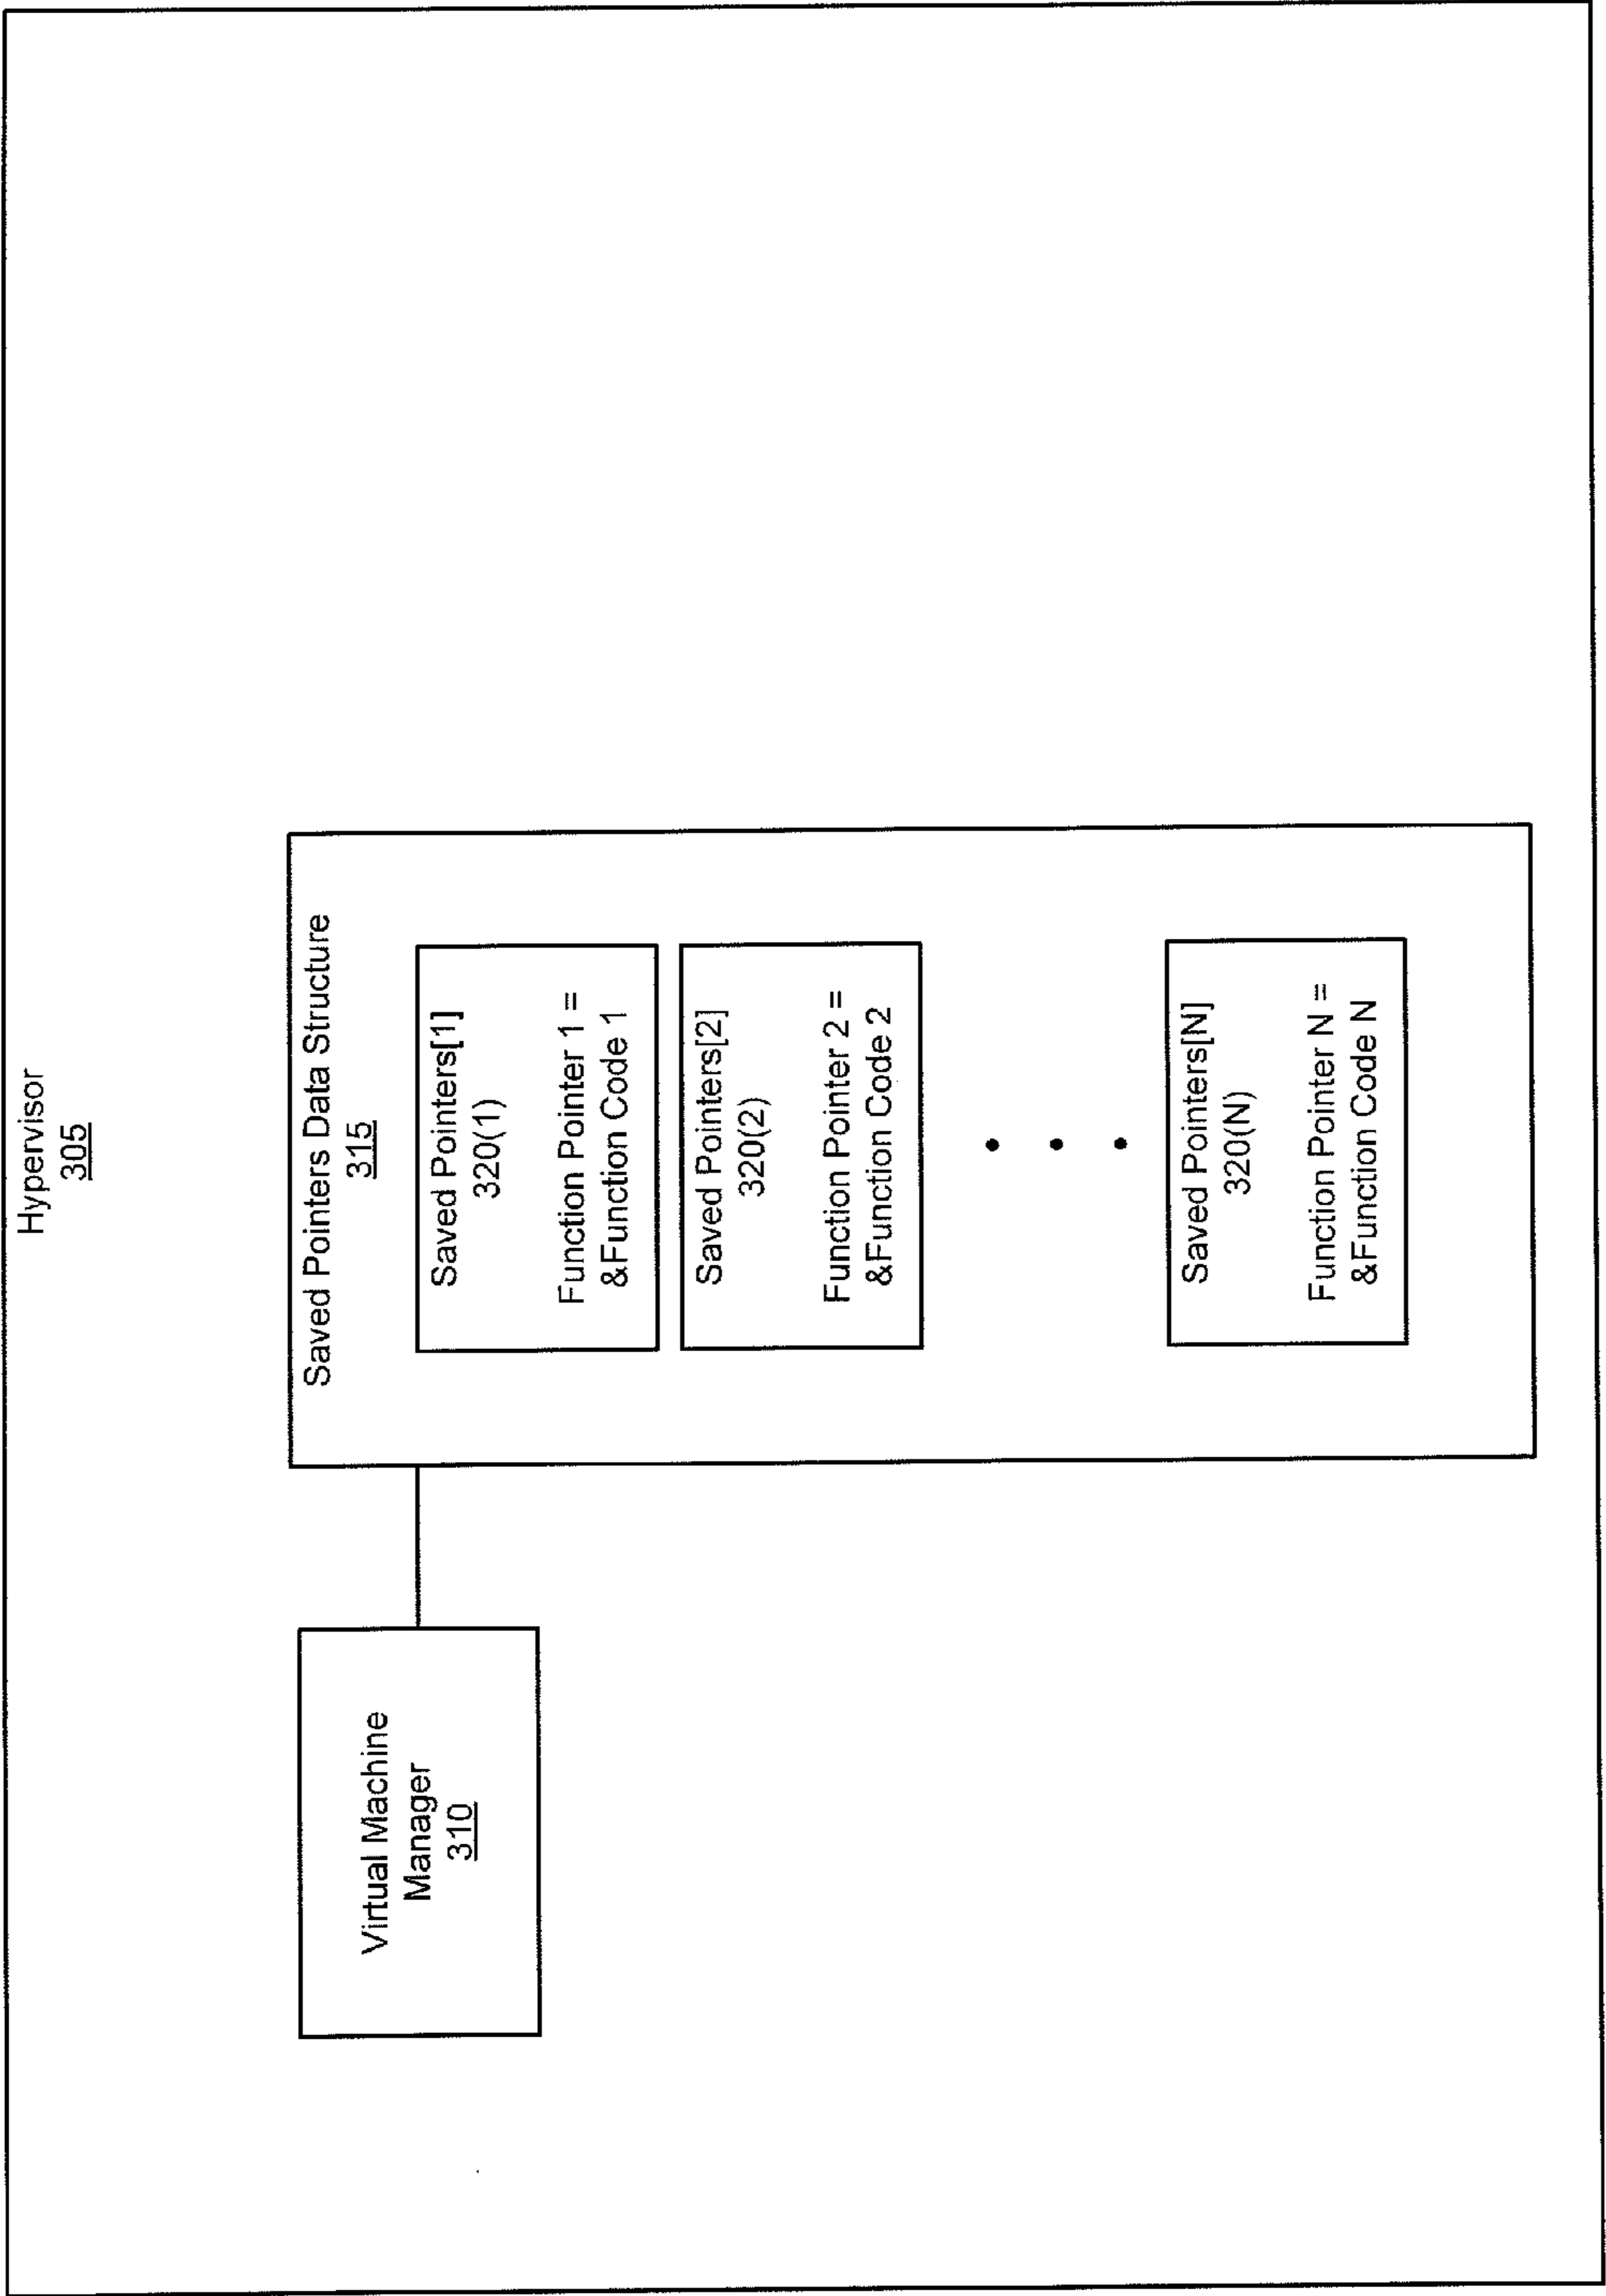 Hypervisor
305
Virtual Machine
Manager
310
Saved Pointers Data Structure
315
Saved Pointers[1]
320(1)
Function Pointer 1 =
&Function Code 1
Saved Pointers[2]
320(2)
Function Pointer 2 =
&Function Code 2
Saved Pointers[N]
320(N)
Function Pointer N =
&Function Code N